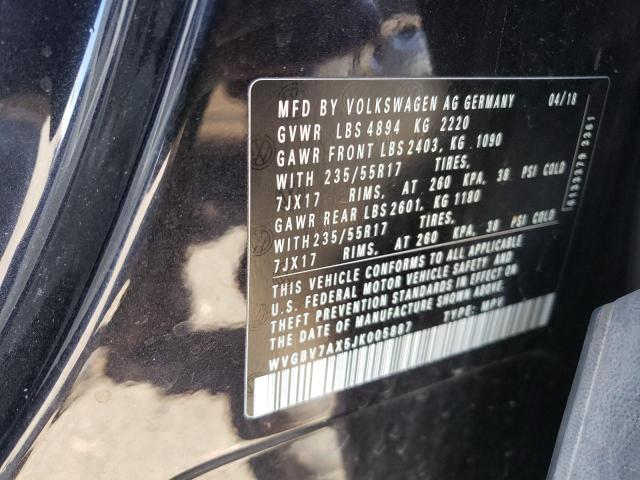 MFD BY VOLKSWAGEN AG GERMANY 04/18
GVWR LBS 4894 KG 2220
GAWR FRONT LBS 2403, KG 1090
WITH 235/55R17 TIRES,
7JX17 RIMS, AT 260 KPA, 38 PSI COLD
GAWR REAR LBS 2601, KG 1180
WITH 235/55R17 TIRES,
7JX17 RIMS, AT 260 KPA, 38 PSI COLD
THIS VEHICLE CONFORMS TO ALL APPLICABLE
U.S. FEDERAL MOTOR VEHICLE SAFETY AND
THEFT PREVENTION STANDARDS IN EFFECT ON
THE DATE OF MANUFACTURE SHOWN ABOVE.
WVGBV7AX5JK005887 TYPE: MPV